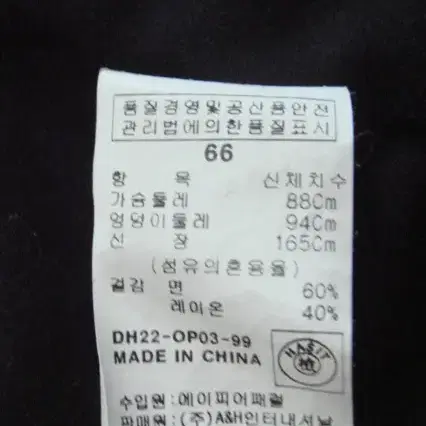 품질경영및공산품안전
관리법에의한품질표시
66
항 목 신체치수
가슴둘레 88Cm
엉덩이둘레 94Cm
신 장 165Cm
(섬유의혼용율)
겉감 면 60%
레이온 40%
DH22-OP03-99
MADE IN CHINA
HASIT
수입원:에이피어패럴
판매원:(주)A&H인터내셔날